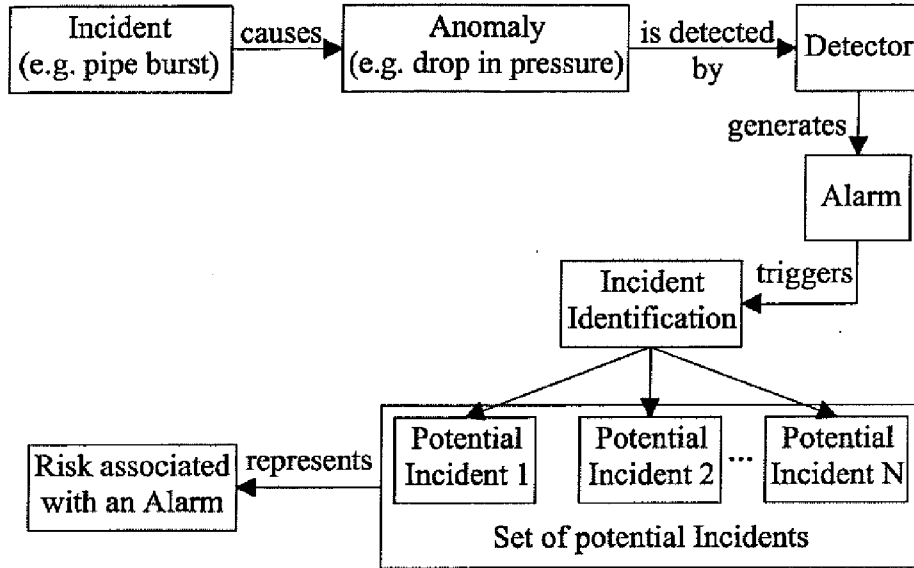 Incident
(e.g. pipe burst)
causes
Anomaly
(e.g. drop in pressure)
is detected
by
Detector
generates
Alarm
triggers
Incident
Identification
Potential
Incident 1
Potential
Incident 2
...
Potential
Incident N
Set of potential Incidents
represents
Risk associated
with an Alarm